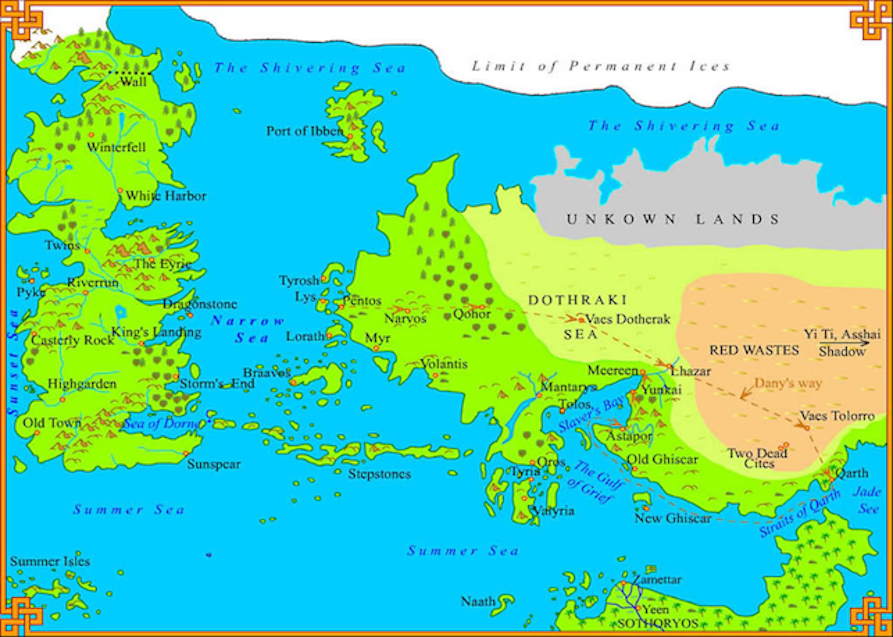 The Shivering Sea
Limit of Permanent Ices
Wall
The Shivering Sea
Port of Ibben
Winterfell
White Harbor
UNKOWN LANDS
Twins
The Eyrie
Riverrun
Pyke
Tyrosh
Lys
Pentos
Dragonstone
Narvos
Qohor
DOTHRAKI
SEA
Vaes Dotherak
Narrow
Sea
King's Landing
Casterly Rock
Sunset Sea
Lorath
Myr
RED WASTES
Yi Ti, Asshai
Shadow
Volantis
Braavos
Meereen
Lhazar
Highgarden
Storm's End
Mantarys
Yunkai
Dany's way
Tolos
Slaver's Bay
Old Town
Sea of Dorne
Vaes Tolorro
Astapor
Sunspear
Stepstones
Oros
Tyria
Old Ghiscar
Two Dead
Cites
The Gulf
of Grief
Qarth
Jade
See
Straits of Qarth
Summer Sea
Valyria
New Ghiscar
Summer Sea
Summer Isles
Zamettar
Naath
Yeen
SOTHORYOS